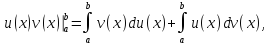 u(x)v(x)|ₐᵇ = ∫ₐᵇ v(x)du(x) + ∫ₐᵇ u(x)dv(x),